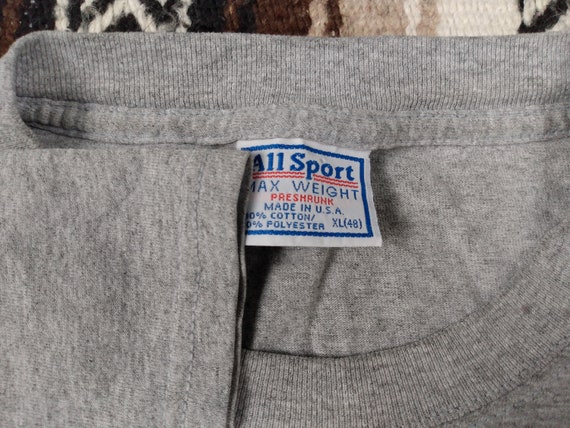 All Sport
MAX WEIGHT
PRESHRUNK
MADE IN U.S.A.
0% COTTON/
0% POLYESTER XL(48)